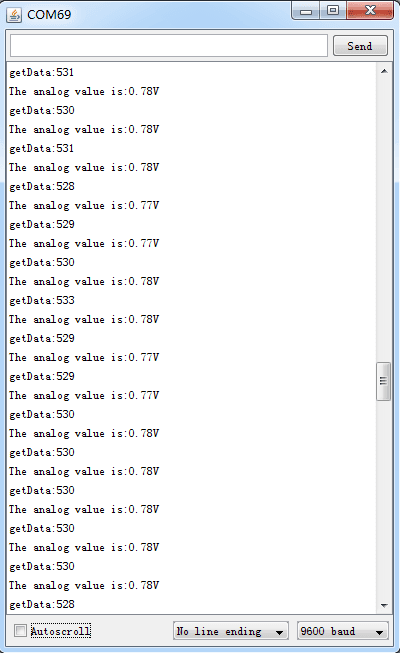 COM69
Send
getData:531
The analog value is:0.78V
getData:530
The analog value is:0.78V
getData:531
The analog value is:0.78V
getData:528
The analog value is:0.77V
getData:529
The analog value is:0.77V
getData:530
The analog value is:0.78V
getData:533
The analog value is:0.78V
getData:529
The analog value is:0.77V
getData:529
The analog value is:0.77V
getData:530
The analog value is:0.78V
getData:530
The analog value is:0.78V
getData:530
The analog value is:0.78V
getData:530
The analog value is:0.78V
getData:530
The analog value is:0.78V
getData:528
Autoscroll
No line ending
9600 baud